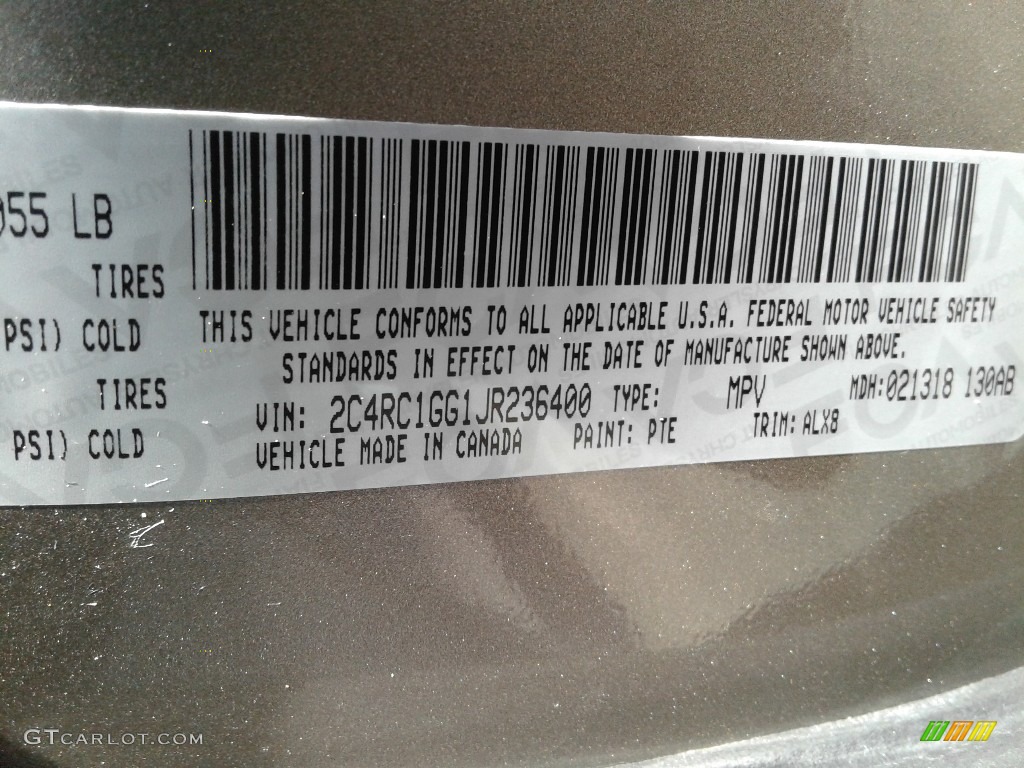 055 LB
TIRES
PSI) COLD
TIRES
PSI) COLD
THIS VEHICLE CONFORMS TO ALL APPLICABLE U.S.A. FEDERAL MOTOR VEHICLE SAFETY
STANDARDS IN EFFECT ON THE DATE OF MANUFACTURE SHOWN ABOVE.
VIN: 2C4RC1GG1JR236400 TYPE: MPV MDH:021318 130AB
VEHICLE MADE IN CANADA PAINT: PTE TRIM: ALX8
GTCARLOT.COM